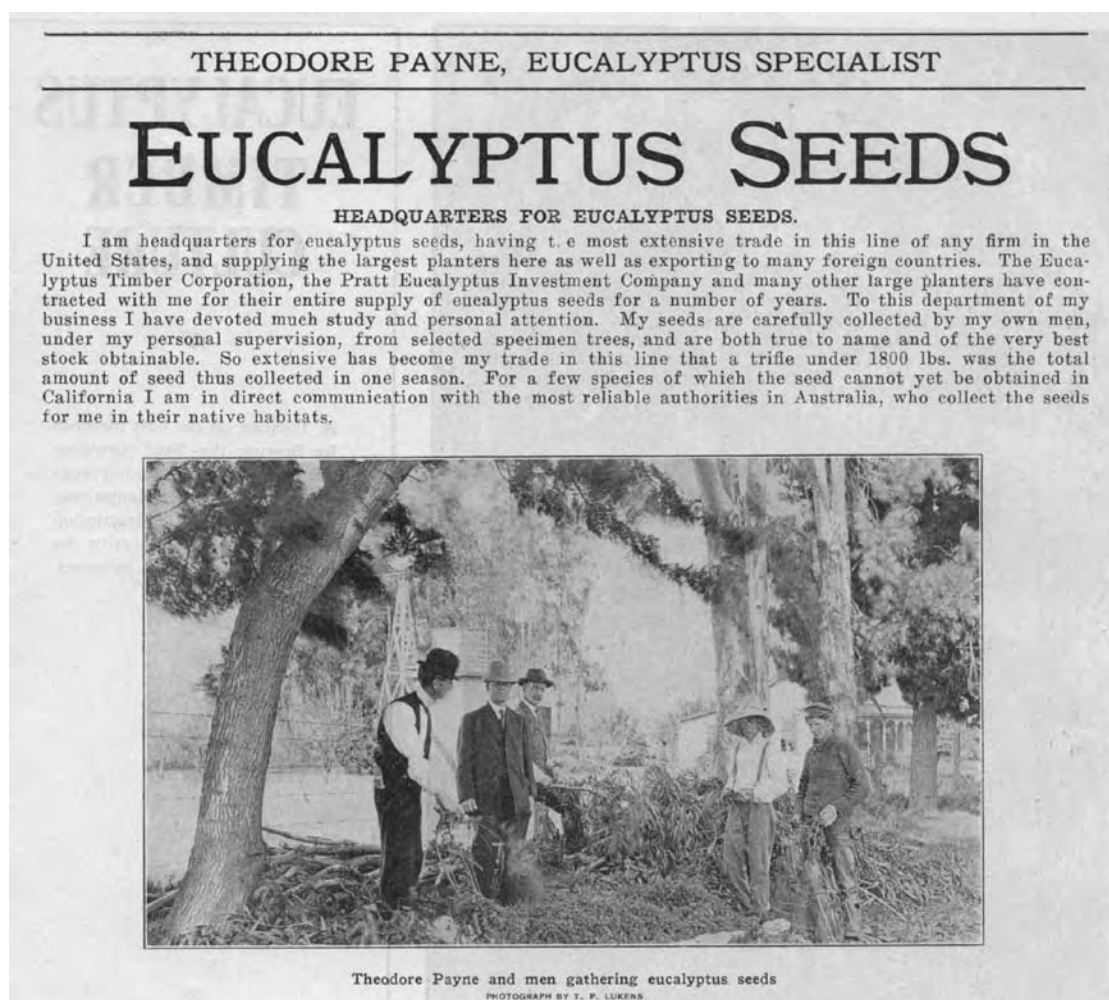 THEODORE PAYNE, EUCALYPTUS SPECIALIST
EUCALYPTUS SEEDS
HEADQUARTERS FOR EUCALYPTUS SEEDS.
I am headquarters for eucalyptus seeds, having t. e most extensive trade in this line of any firm in the
United States, and supplying the largest planters here as well as exporting to many foreign countries. The Euca-
lyptus Timber Corporation, the Pratt Eucalyptus Investment Company and many other large planters have con-
tracted with me for their entire supply of eucalyptus seeds for a number of years. To this department of my
business I have devoted much study and personal attention. My seeds are carefully collected by my own men,
under my personal supervision, from selected specimen trees, and are both true to name and of the very best
stock obtainable. So extensive has become my trade in this line that a trifle under 1800 lbs. was the total
amount of seed thus collected in one season. For a few species of which the seed cannot yet be obtained in
California I am in direct communication with the most reliable authorities in Australia, who collect the seeds
for me in their native habitats.
Theodore Payne and men gathering eucalyptus seeds
PHOTOGRAPH BY T. P. LUKENS